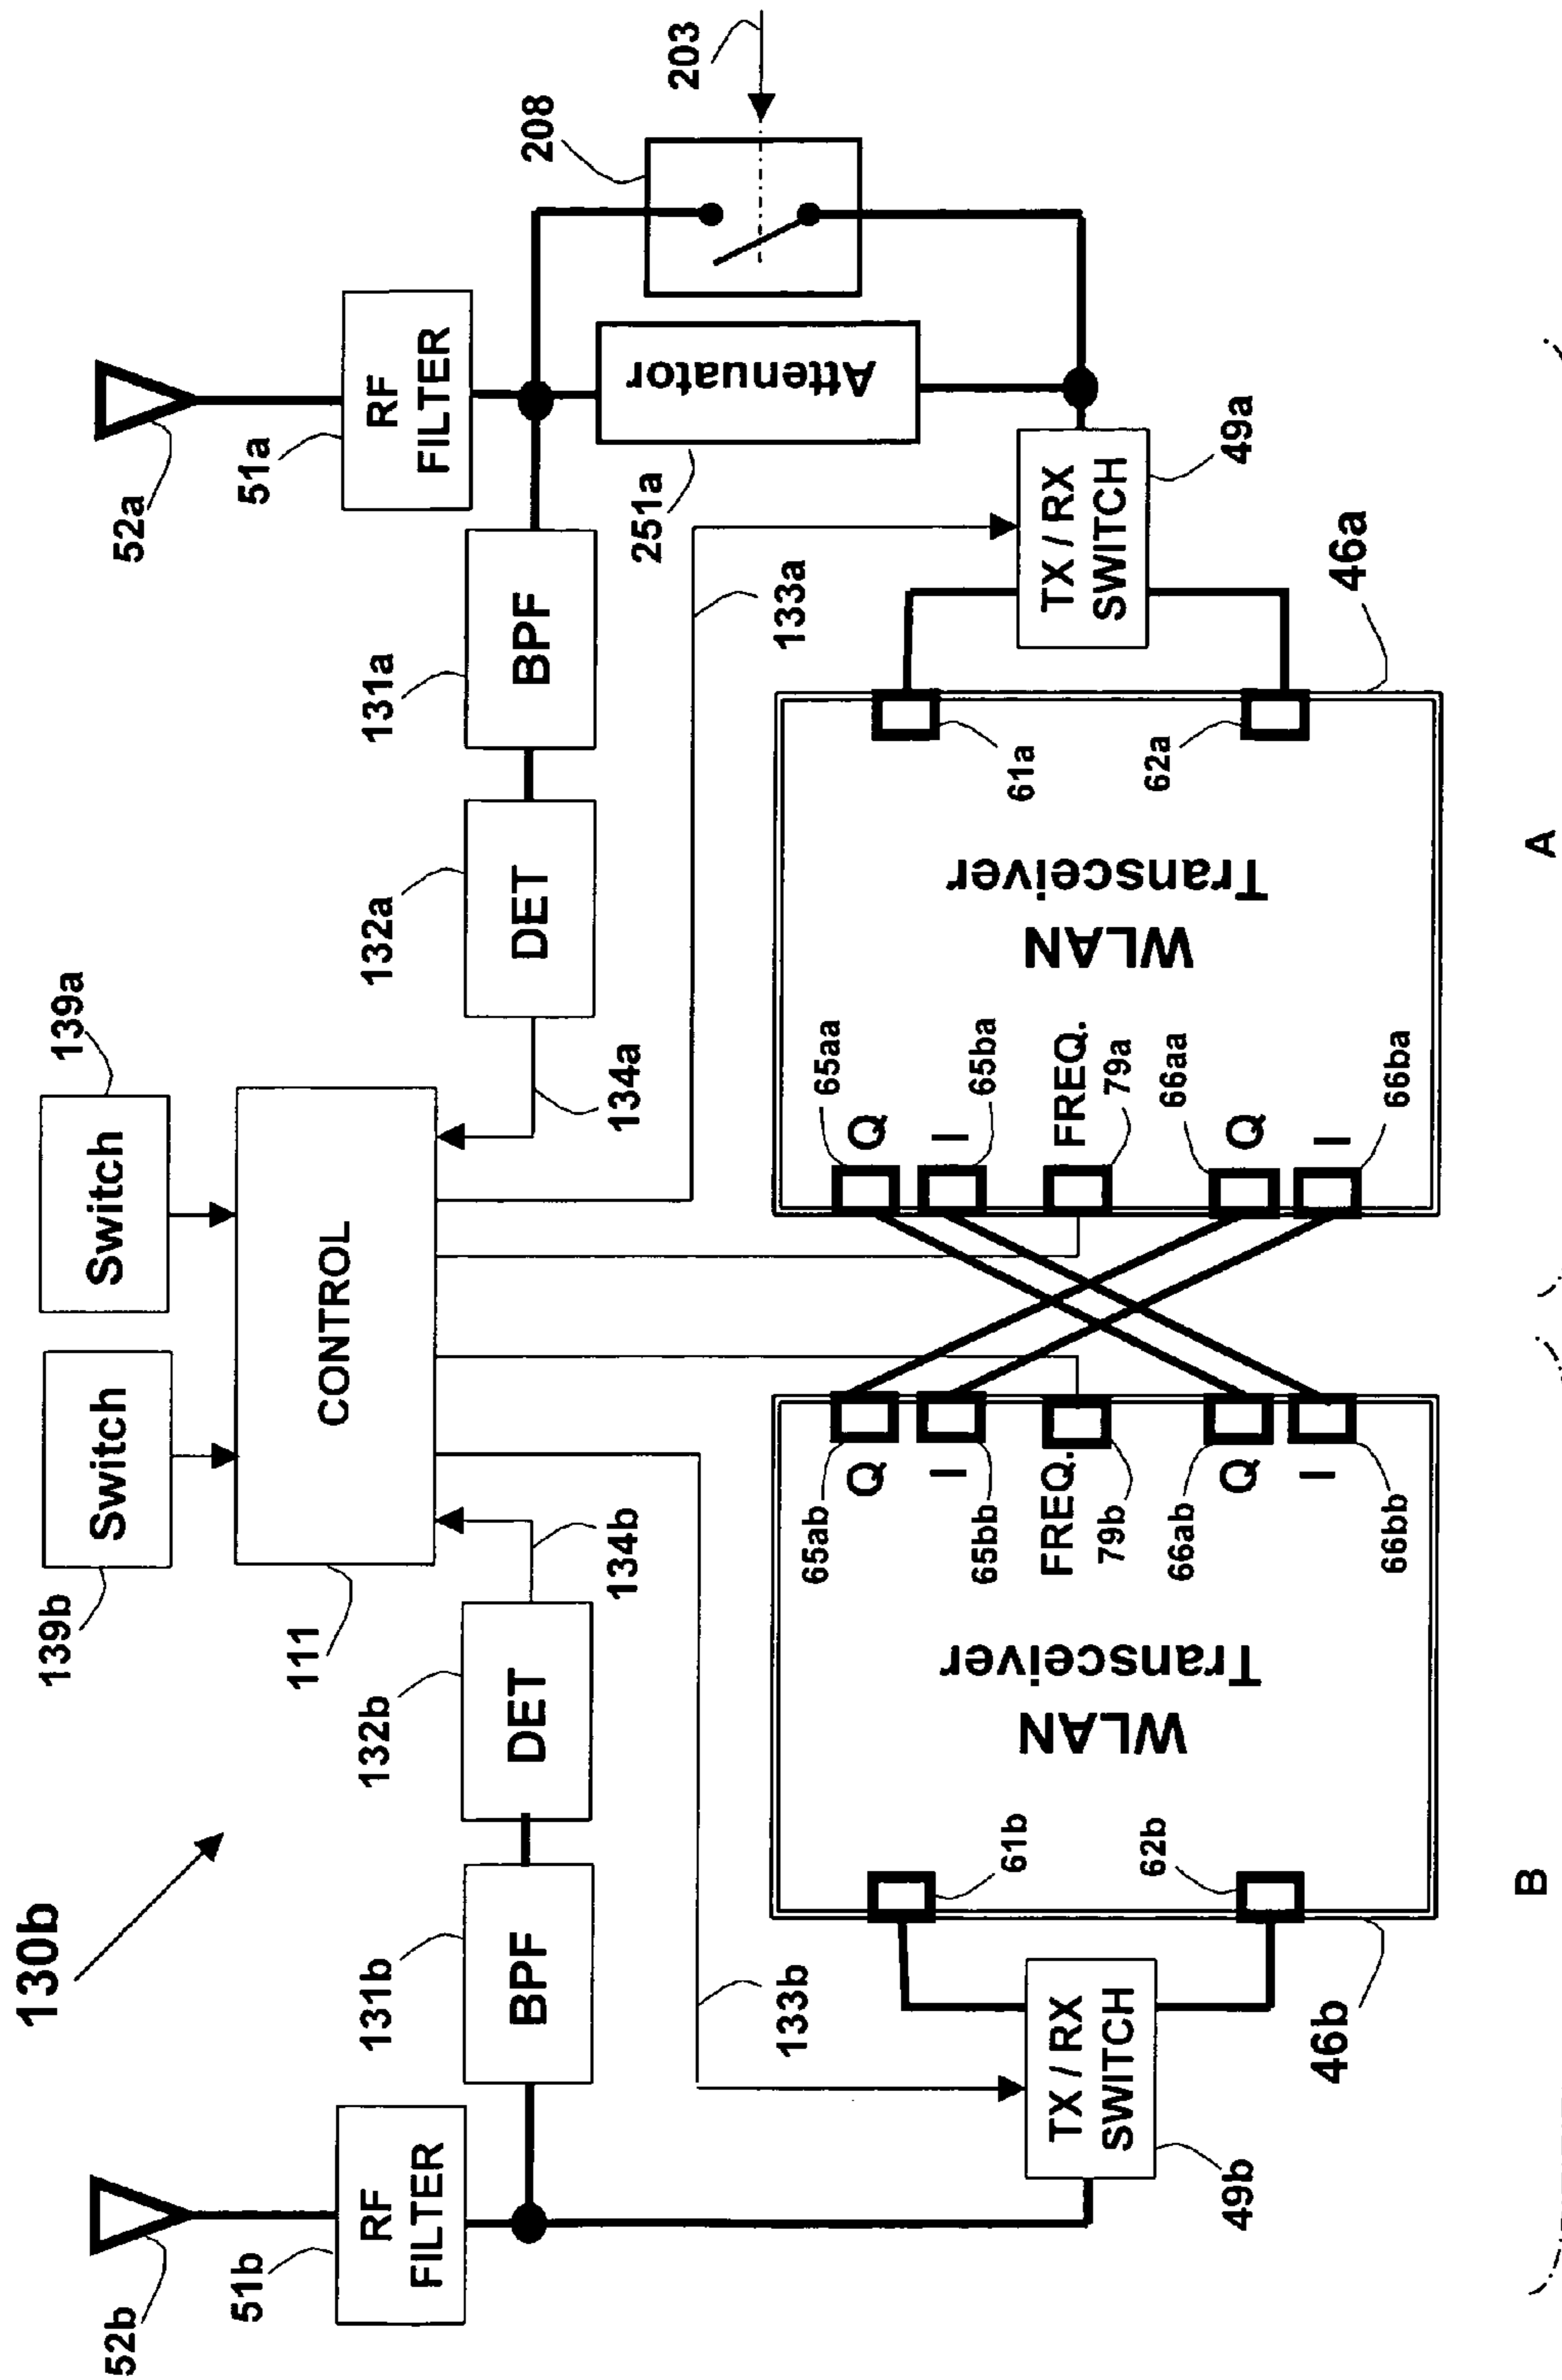 130b
52b
51b
RF
FILTER
131b
BPF
132b
DET
134b
139b
Switch
139a
Switch
111
CONTROL
134a
132a
DET
131a
BPF
52a
51a
RF
FILTER
251a
Attenuator
208
203
133b
133a
TX / RX
SWITCH
49b
TX / RX
SWITCH
49a
46b
61b
62b
WLAN
Transceiver
65ab
Q
65bb
I
FREQ.
79b
66ab
Q
66bb
I
65aa
Q
65ba
I
FREQ.
79a
66aa
Q
66ba
I
WLAN
Transceiver
61a
62a
46a
B
A